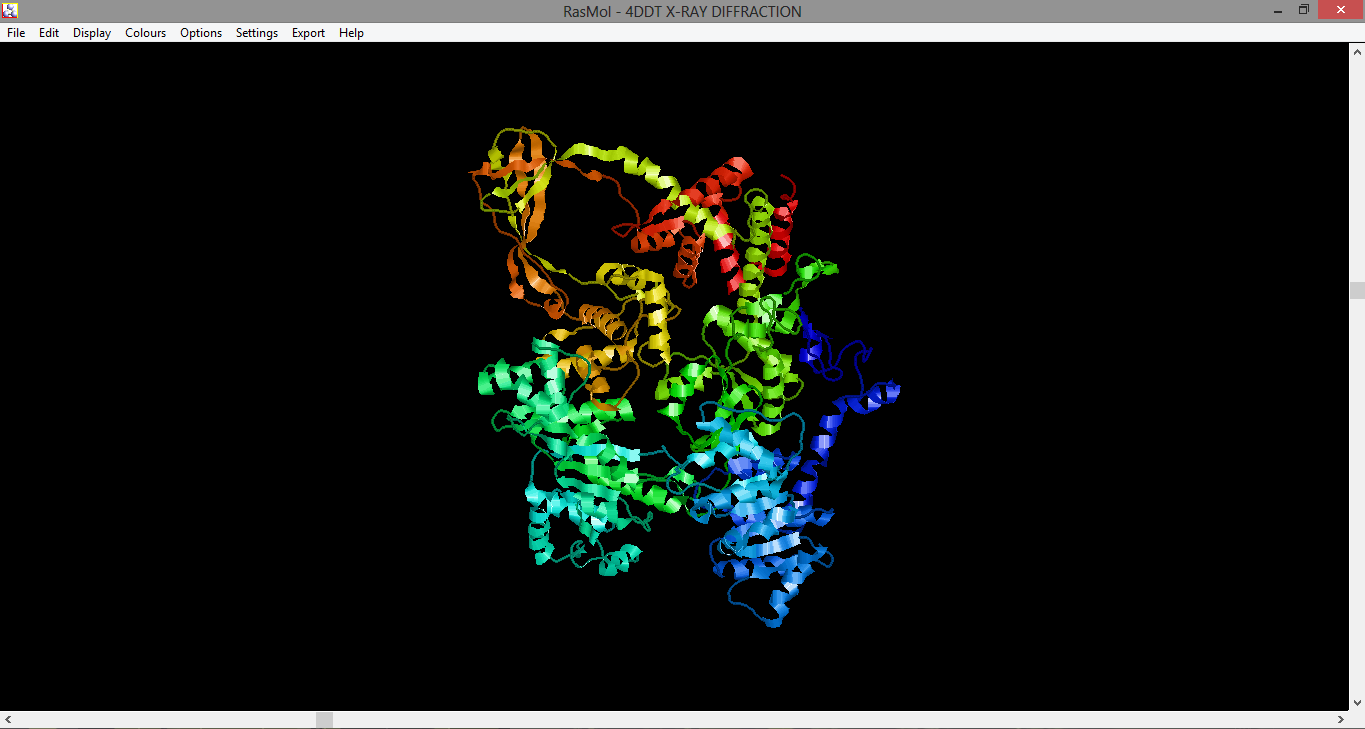 RasMol - 4DDT X-RAY DIFFRACTION
File Edit Display Colours Options Settings Export Help